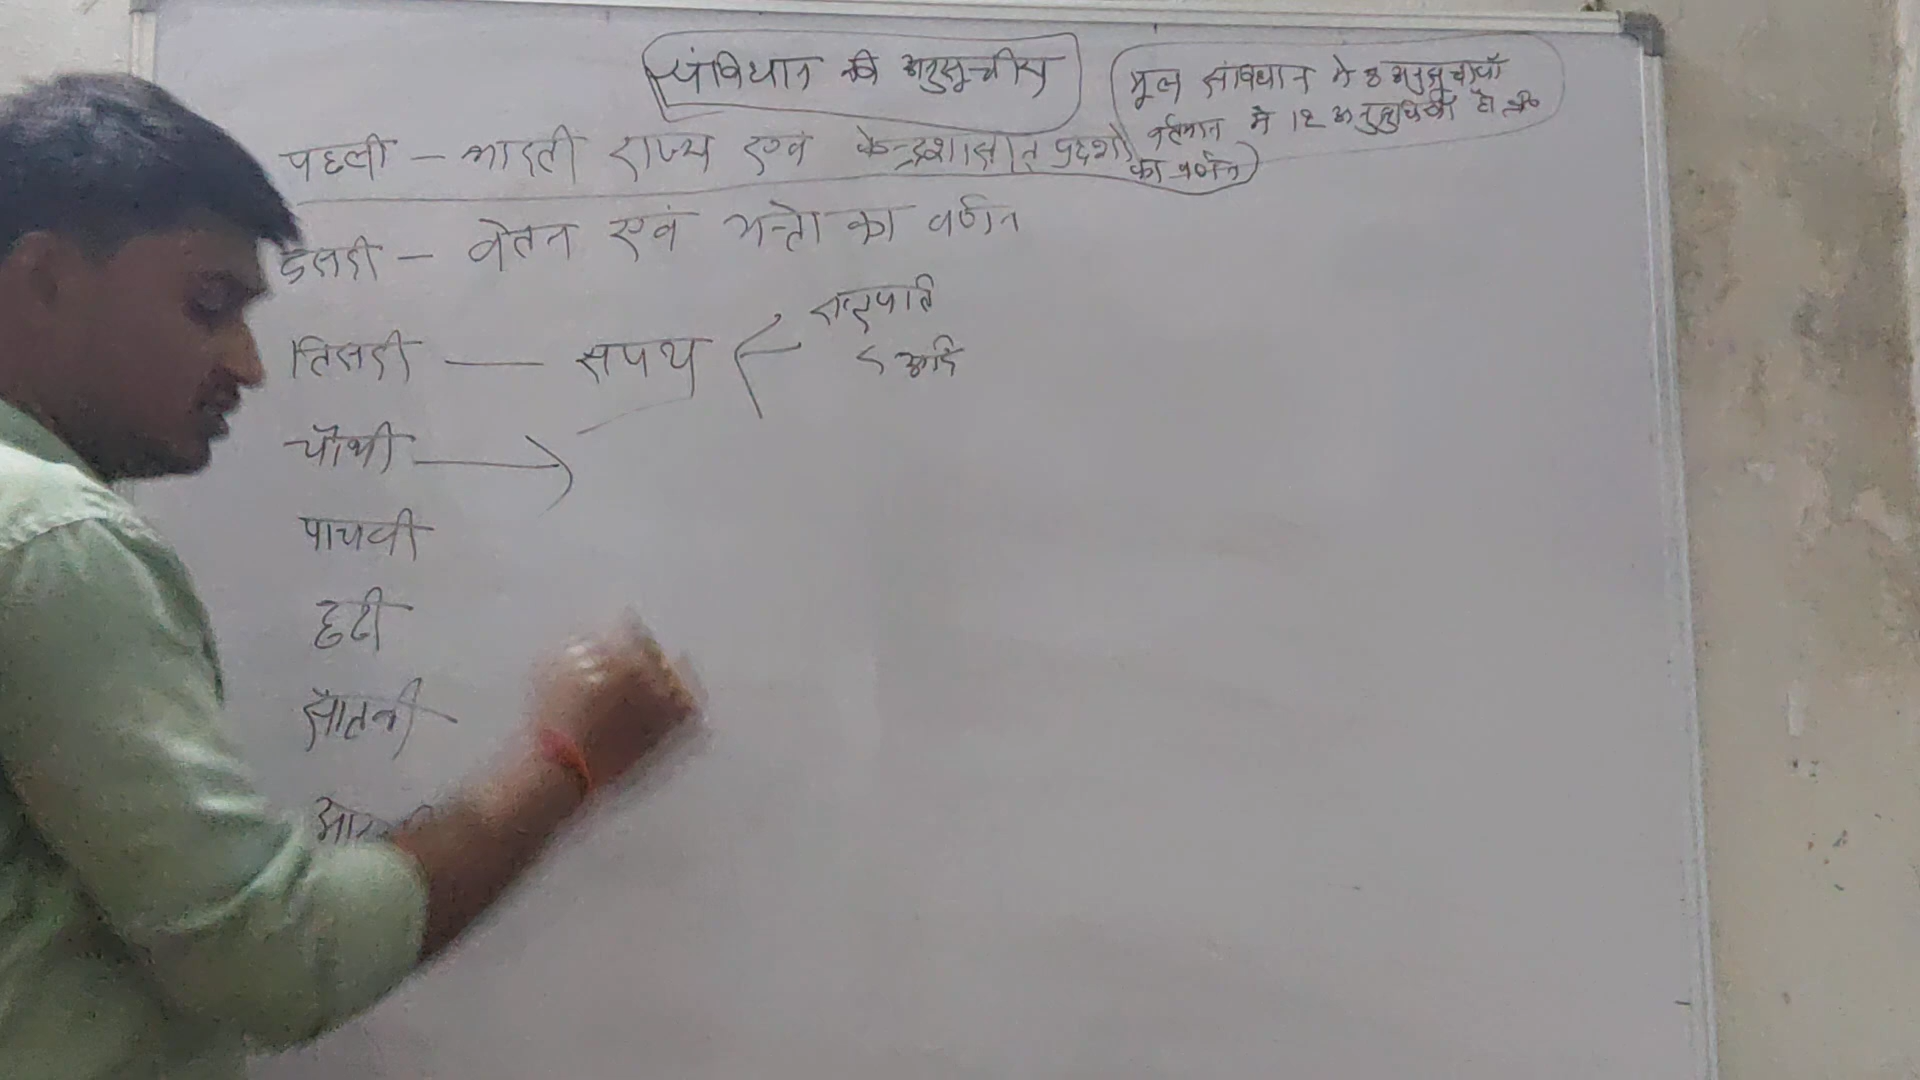 संविधान की अनुसूचीय
मूल संविधान मे 8 अनुसूचीयाँ
वर्तमान मे 12 अनुसुचियाँ है
पहली – भारती राज्य एवं केन्द्रशासित प्रदेशो का वर्णन
दुसरी – वेतन एवं भत्तो का वर्णन
तिसरी — सपथ
राष्ट्रपति
आदि
चौथी
पाचवी
छटी
सातवी